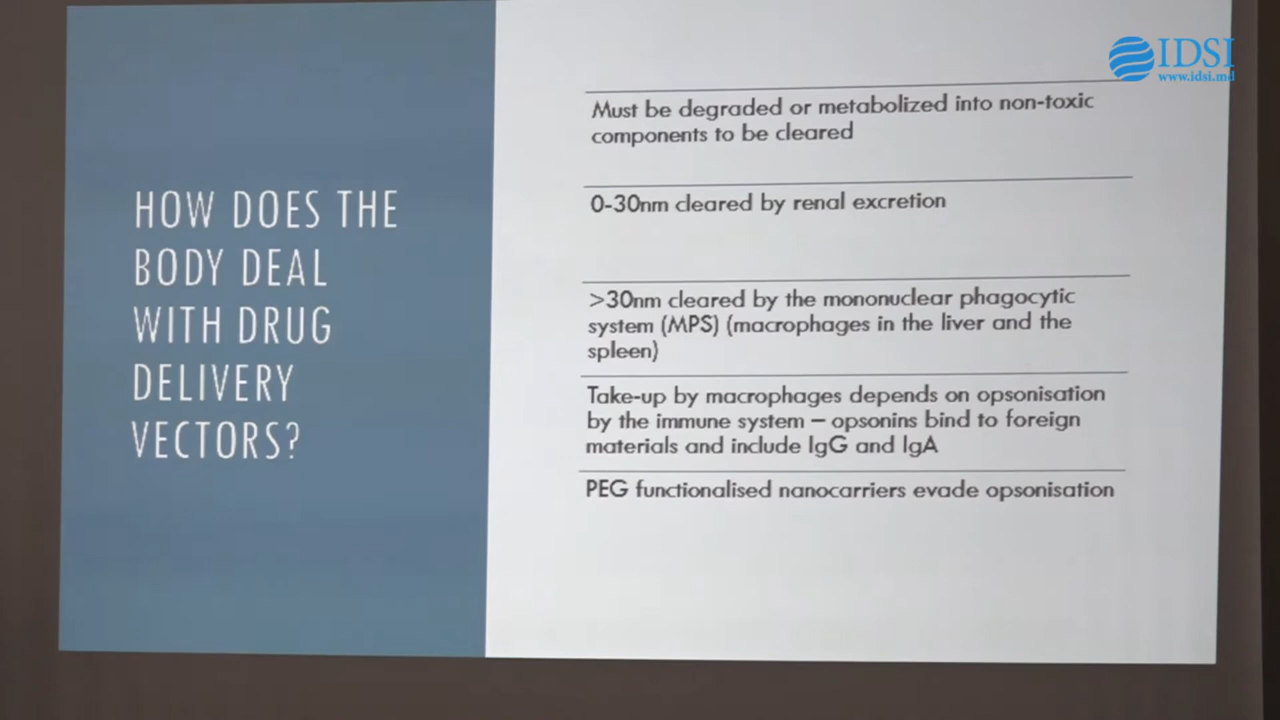 IDSI
www.idsi.md
HOW DOES THE
BODY DEAL
WITH DRUG
DELIVERY
VECTORS?
Must be degraded or metabolized into non-toxic
components to be cleared
0-30nm cleared by renal excretion
>30nm cleared by the mononuclear phagocytic
system (MPS) (macrophages in the liver and the
spleen)
Take-up by macrophages depends on opsonisation
by the immune system – opsonins bind to foreign
materials and include IgG and IgA
PEG functionalised nanocarriers evade opsonisation